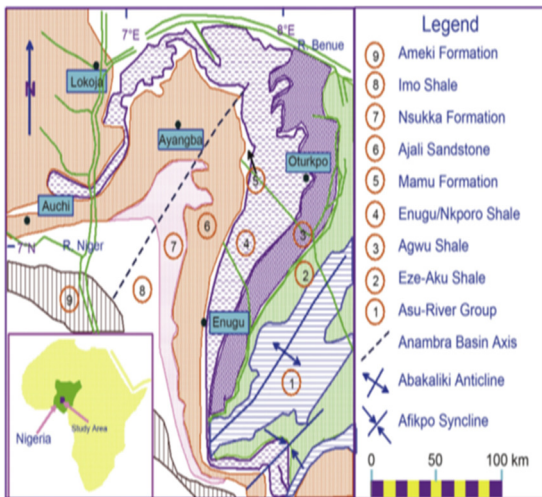 7°E
8°E
R. Benue
Lokoja
N
Ayangba
Oturkpo
5
Auchi
6
4
3
7°N
R. Niger
7
2
8
9
Enugu
1
Nigeria
Study Area
Legend
9 Ameki Formation
8 Imo Shale
7 Nsukka Formation
6 Ajali Sandstone
5 Mamu Formation
4 Enugu/Nkporo Shale
3 Agwu Shale
2 Eze-Aku Shale
1 Asu-River Group
Anambra Basin Axis
Abakaliki Anticline
Afikpo Syncline
0 50 100 km